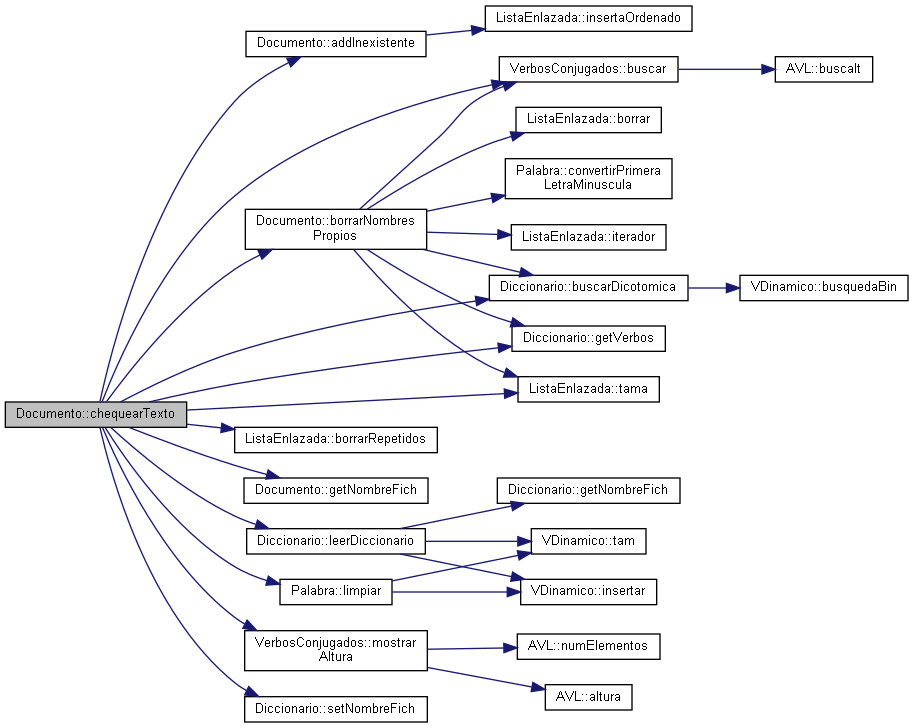 ListaEnlazada::insertaOrdenado
Documento::addInexistente
VerbosConjugados::buscar
AVL::buscaIt
ListaEnlazada::borrar
Palabra::convertirPrimera
LetraMinuscula
Documento::borrarNombres
Propios
ListaEnlazada::iterador
Diccionario::buscarDicotomica
VDinamico::busquedaBin
Diccionario::getVerbos
ListaEnlazada::tama
Documento::chequearTexto
ListaEnlazada::borrarRepetidos
Documento::getNombreFich
Diccionario::getNombreFich
Diccionario::leerDiccionario
VDinamico::tam
Palabra::limpiar
VDinamico::insertar
VerbosConjugados::mostrar
Altura
AVL::numElementos
AVL::altura
Diccionario::setNombreFich